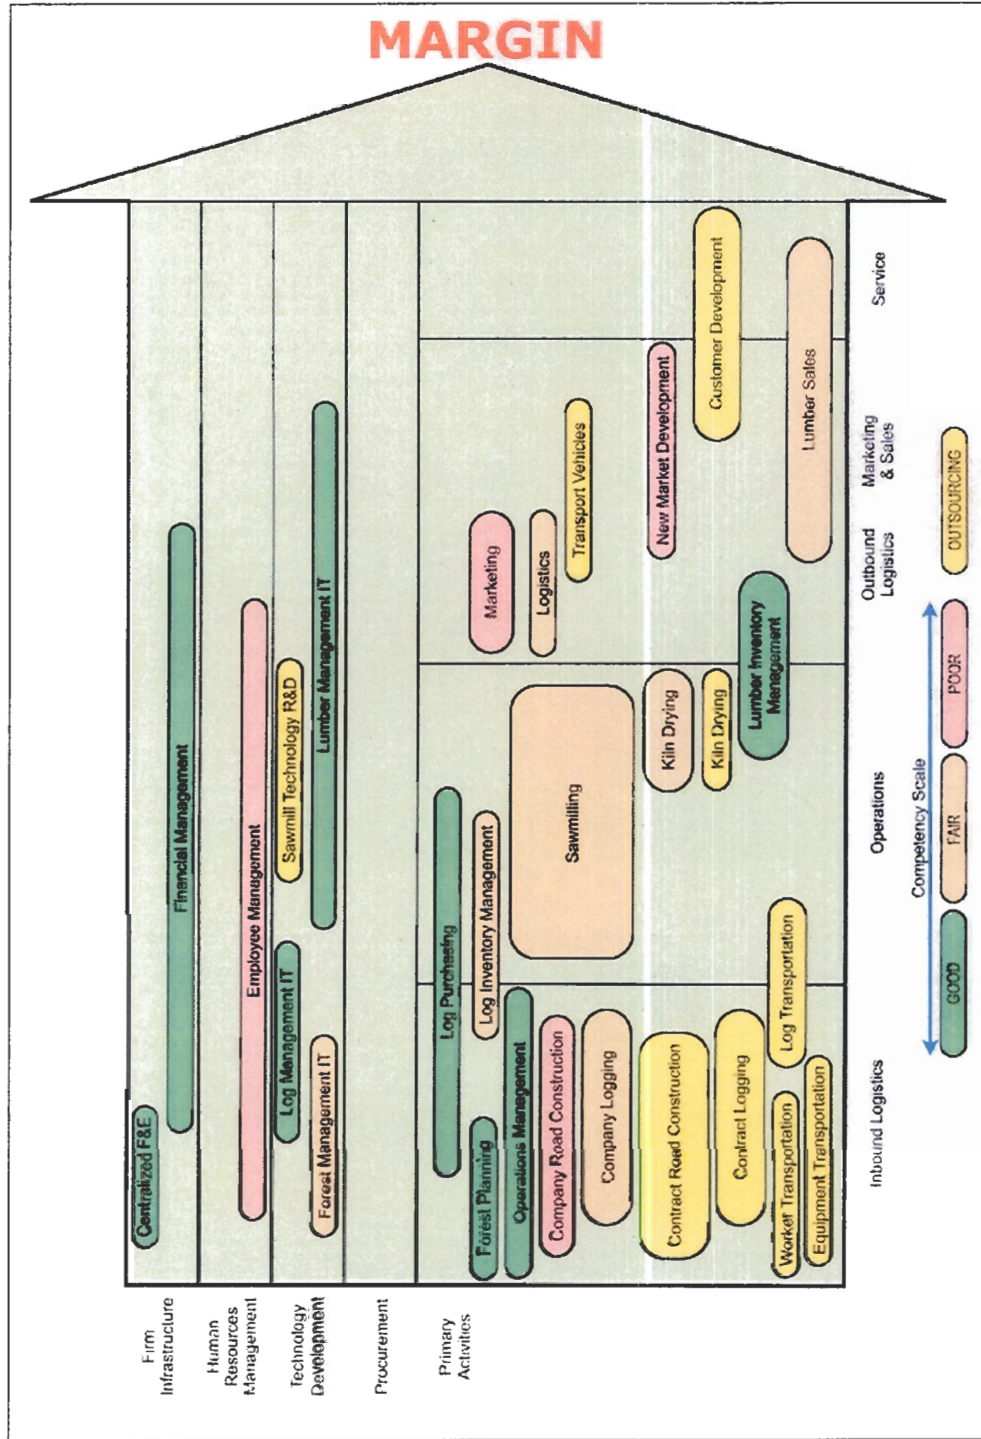 MARGIN
Firm
Infrastructure
Human
Resources
Management
Technology
Development
Procurement
Primary
Activities
Centralized F&E
Financial Management
Employee Management
Log Management IT
Forest Management IT
Sawmill Technology R&D
Lumber Management IT
Log Purchasing
Forest Planning
Log Inventory Management
Operations Management
Company Road Construction
Company Logging
Contract Road Construction
Contract Logging
Worker Transportation
Equipment Transportation
Log Transportation
Sawmilling
Kiln Drying
Kiln Drying
Lumber Inventory
Management
Marketing
Logistics
Transport Vehicles
New Market Development
Customer Development
Lumber Sales
Inbound Logistics
Operations
Outbound
Logistics
Marketing
& Sales
Service
Competency Scale
GOOD
FAIR
POOR
OUTSOURCING